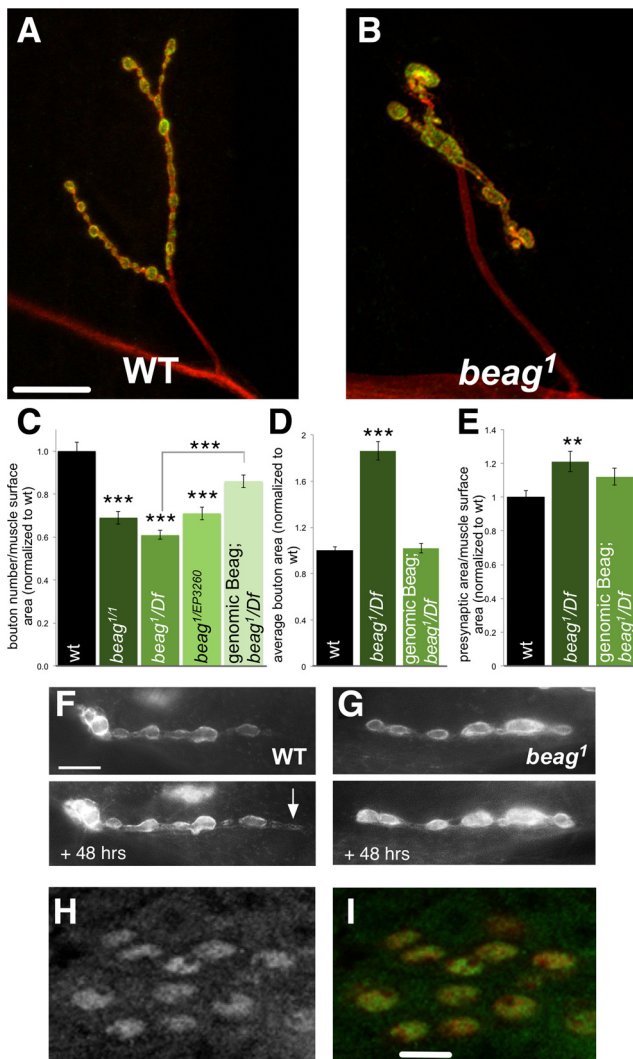 A
WT
B
beag1
C
bouton number/muscle surface
area (normalized to wt)
1.0
0.8
0.6
0.4
0.2
0.0
wt
***
beag1/1
***
beag1/Df
***
beag1/EP3260
***
genomic Beag;
beag1/Df
D
average bouton area (normalized to
wt)
2
1.6
1.2
0.8
0.4
0
wt
***
beag1/Df
genomic Beag;
beag1/Df
E
presynaptic area/muscle surface
area (normalized to wt)
1.4
1.2
1
0.8
0.6
0.4
0.2
0
wt
**
beag1/Df
genomic Beag;
beag1/Df
F
WT
+ 48 hrs
G
beag1
+ 48 hrs
H
I